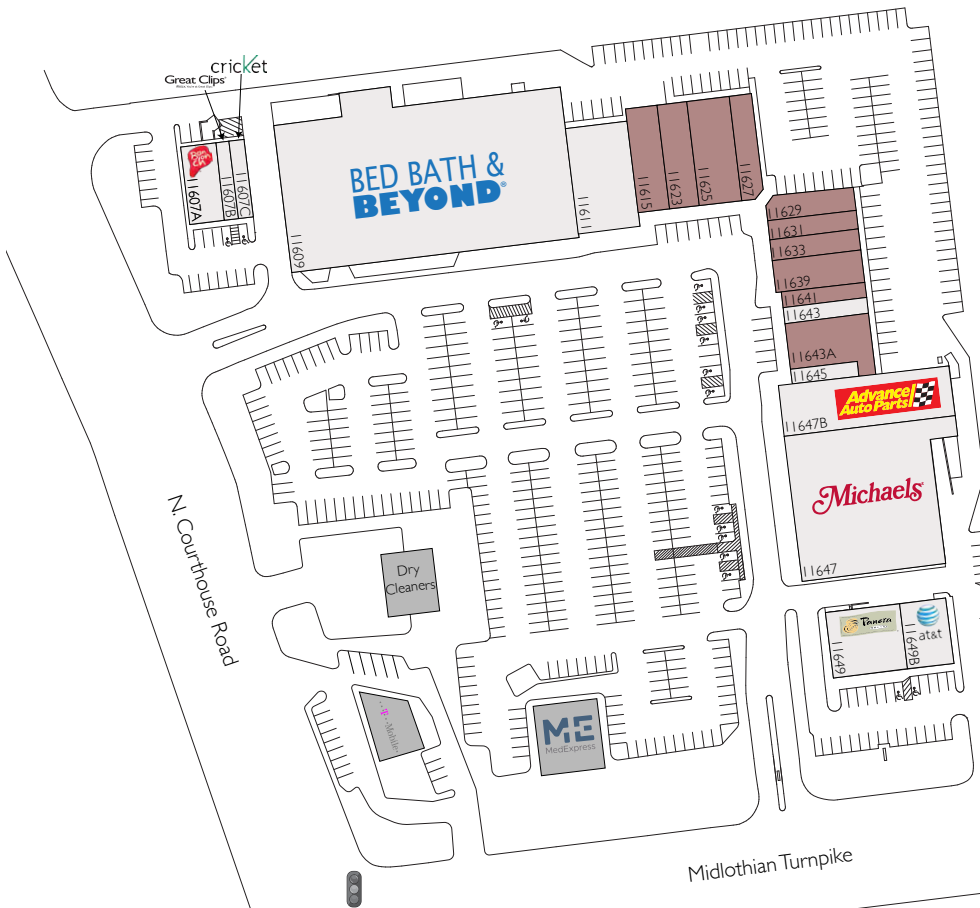 cricket
Great Clips
Bon Chon
11607A
11607B
11607C
BED BATH &
BEYOND
11609
11611
11615
11623
11625
11627
11629
11631
11633
11639
11641
11643
11643A
11645
Advance
Auto Parts
11647B
Michaels
11647
N. Courthouse Road
Dry
Cleaners
T··Mobile
ME
MedExpress
Panera
11649
11649B
at&t
Midlothian Turnpike